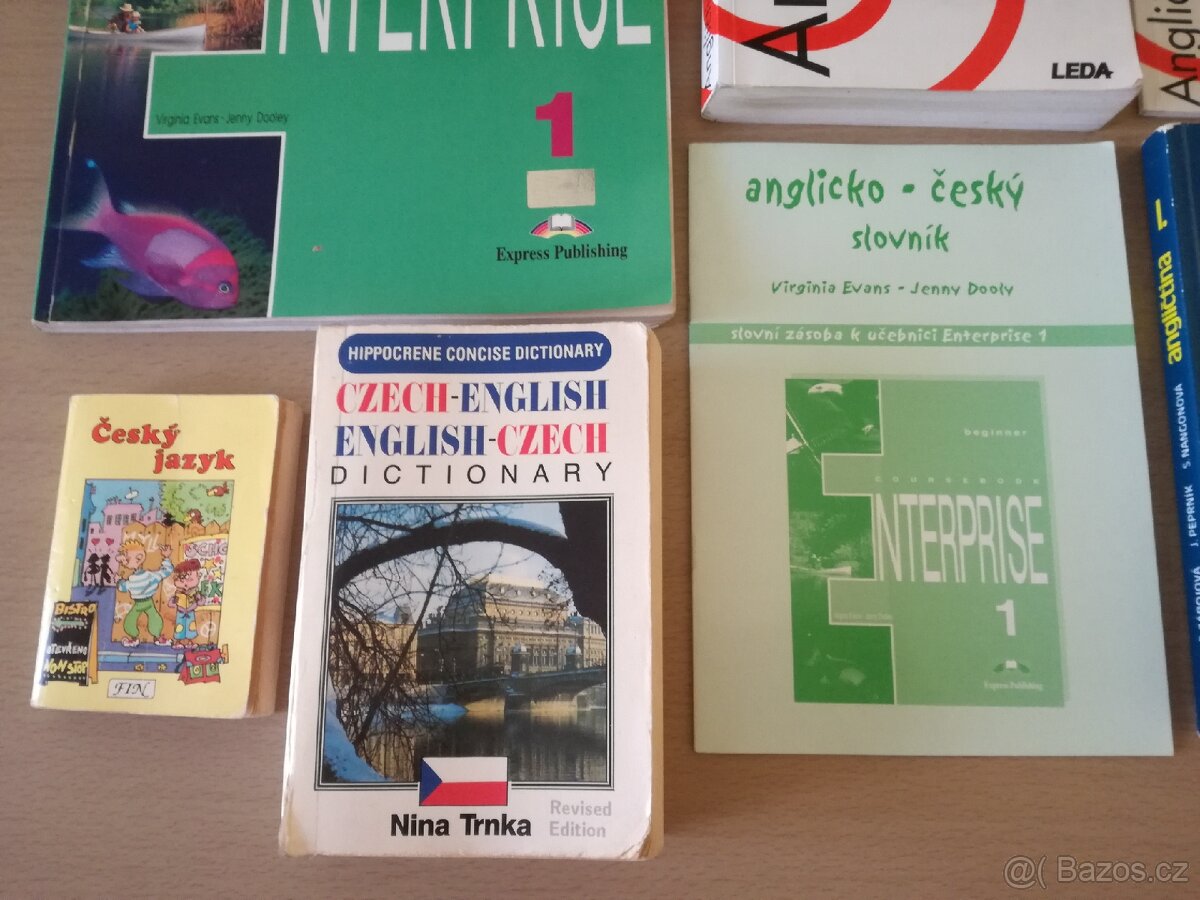 NTERPRISE
Virginia Evans - Jenny Dooley
1
Express Publishing
LEDA
Anglic
anglicko - český
slovník
Virginia Evans - Jenny Dooly
slovní zásoba k učebnici Enterprise 1
beginner
COURSEBOOK
ENTERPRISE
1
Express Publishing
Český
jazyk
BISTRO
OTEVŘENO
NON STOP
FIN
HIPPOCRENE CONCISE DICTIONARY
CZECH-ENGLISH
ENGLISH-CZECH
DICTIONARY
Nina Trnka
Revised
Edition
angličtina 1
J. PEPRNÍK S. NANGONOVÁ
@( Bazos.cz